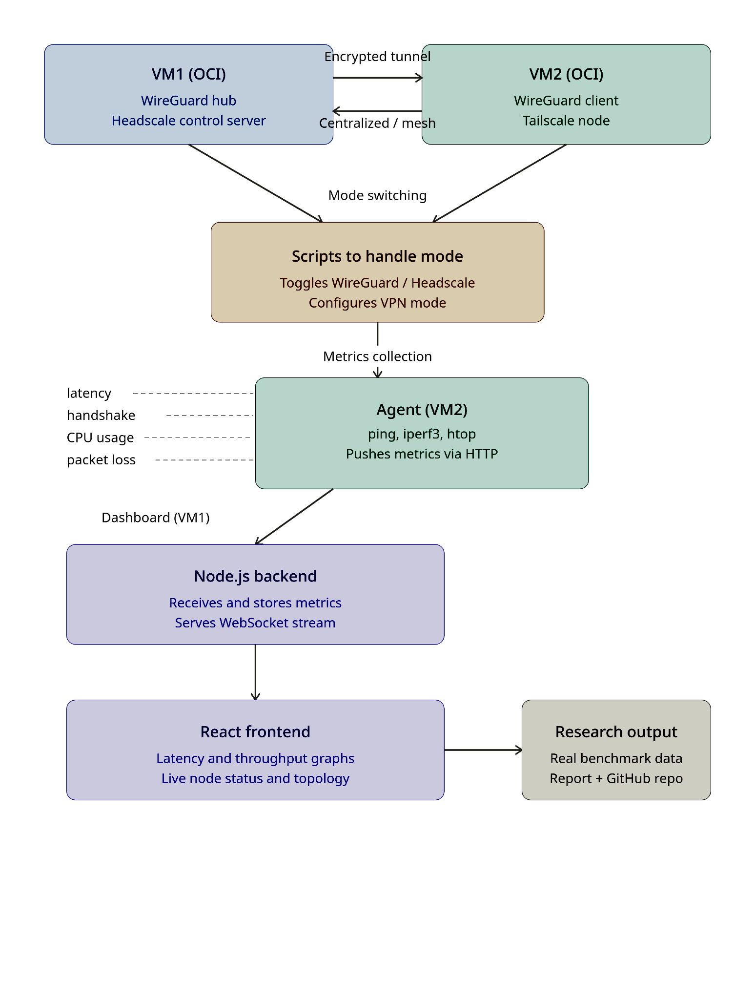 Encrypted tunnel
VM1 (OCI)
WireGuard hub
Headscale control server
VM2 (OCI)
WireGuard client
Tailscale node
Centralized / mesh
Mode switching
Scripts to handle mode
Toggles WireGuard / Headscale
Configures VPN mode
Metrics collection
latency
handshake
CPU usage
packet loss
Agent (VM2)
ping, iperf3, htop
Pushes metrics via HTTP
Dashboard (VM1)
Node.js backend
Receives and stores metrics
Serves WebSocket stream
React frontend
Latency and throughput graphs
Live node status and topology
Research output
Real benchmark data
Report + GitHub repo